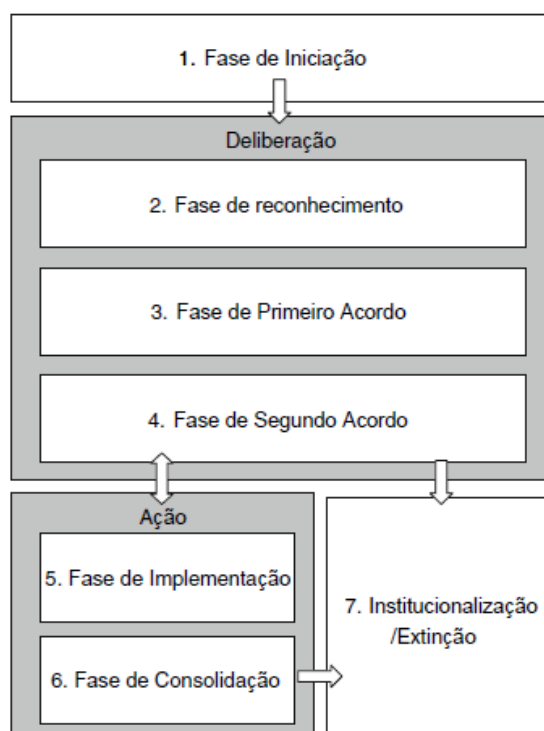 1. Fase de Iniciação
Deliberação
2. Fase de reconhecimento
3. Fase de Primeiro Acordo
4. Fase de Segundo Acordo
Ação
5. Fase de Implementação
6. Fase de Consolidação
7. Institucionalização
/Extinção